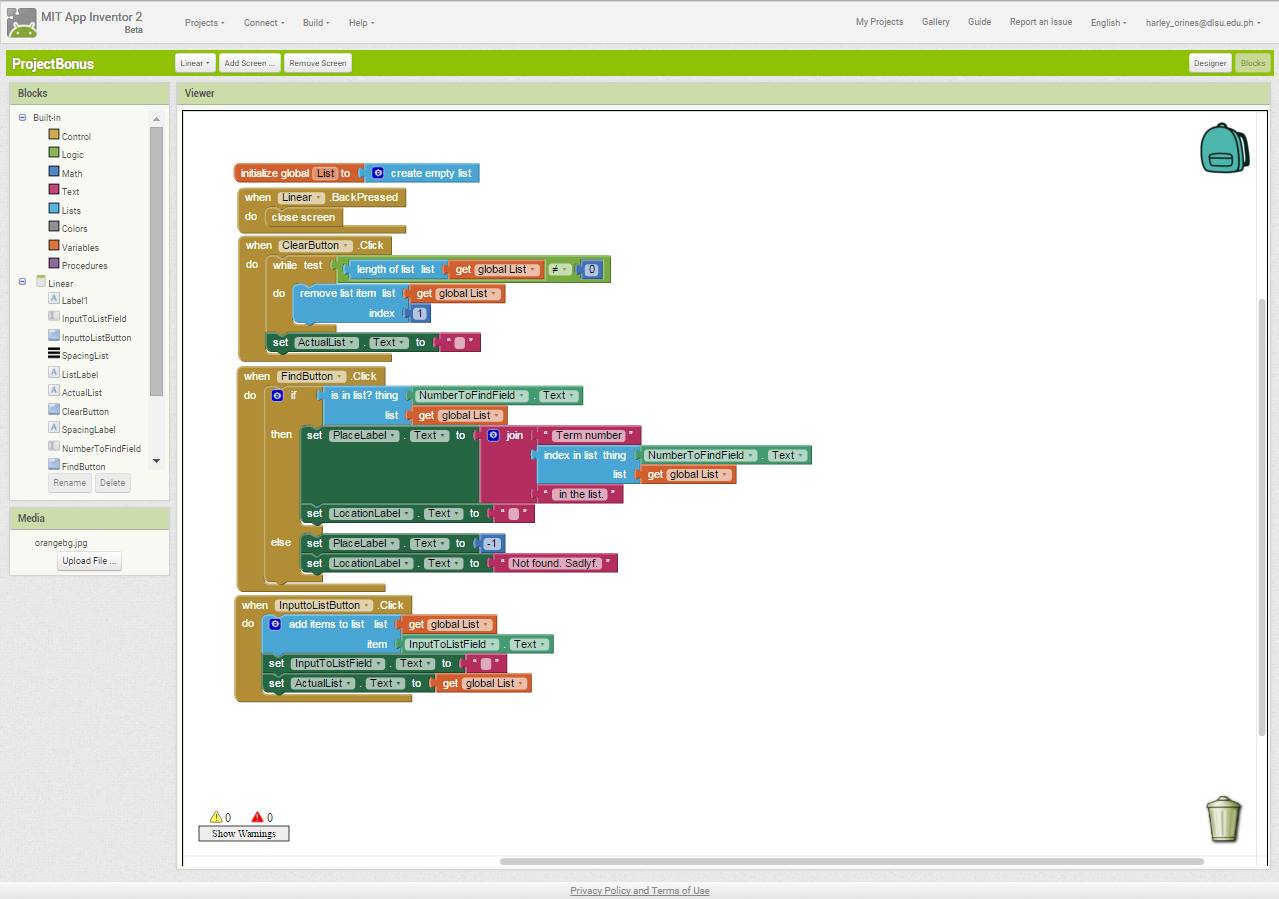 MIT App Inventor 2
Beta
Projects Connect Build Help
My Projects Gallery Guide Report an Issue English harley_orines@dlsu.edu.ph
ProjectBonus
Linear Add Screen ... Remove Screen
Designer Blocks
Blocks
Built-in
Control
Logic
Math
Text
Lists
Colors
Variables
Procedures
Linear
Label1
InputToListField
InputtoListButton
SpacingList
ListLabel
ActualList
ClearButton
SpacingLabel
NumberToFindField
FindButton
Rename Delete
Media
orangebg.jpg
Upload File ...
Viewer
initialize global List to create empty list
when Linear .BackPressed
do close screen
when ClearButton .Click
do while test length of list list get global List ≠ 0
do remove list item list get global List
index 1
set ActualList . Text to " "
when FindButton .Click
do if is in list? thing NumberToFindField . Text
list get global List
then set PlaceLabel . Text to join " Term number "
index in list thing NumberToFindField . Text
list get global List
" in the list. "
set LocationLabel . Text to " "
else set PlaceLabel . Text to -1
set LocationLabel . Text to " Not found. Sadlyf. "
when InputtoListButton .Click
do add items to list list get global List
item InputToListField . Text
set InputToListField . Text to " "
set ActualList . Text to get global List
0 0
Show Warnings
Privacy Policy and Terms of Use